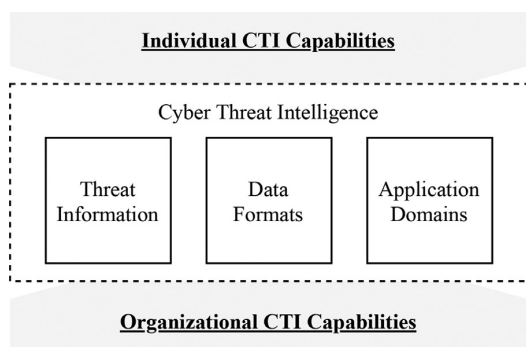 Individual CTI Capabilities
Cyber Threat Intelligence
Threat
Information
Data
Formats
Application
Domains
Organizational CTI Capabilities